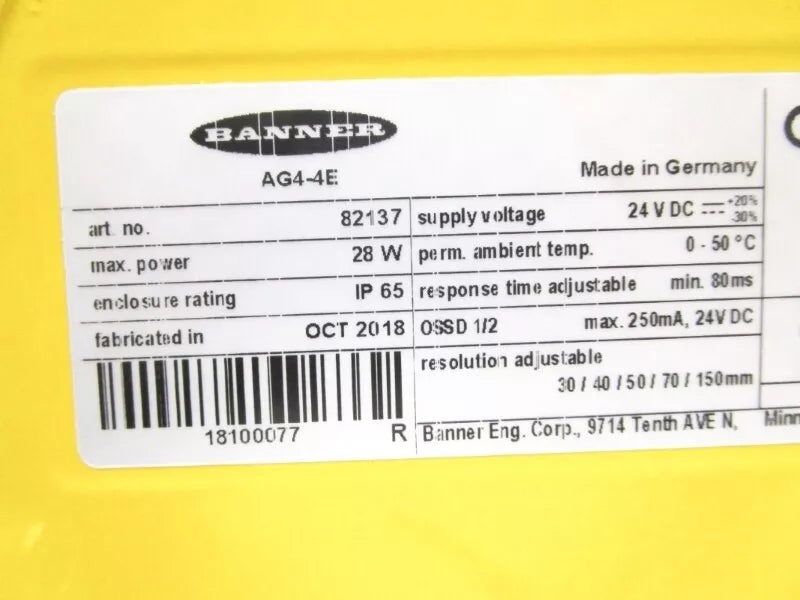 BANNER
AG4-4E
Made in Germany
art. no. 82137
max. power 28 W
enclosure rating IP 65
fabricated in OCT 2018
18100077 R
supply voltage 24 V DC +20% -30%
perm. ambient temp. 0 - 50 °C
response time adjustable min. 80ms
OSSD 1/2 max. 250mA, 24V DC
resolution adjustable
30 / 40 / 50 / 70 / 150mm
Banner Eng. Corp., 9714 Tenth AVE N, Minn